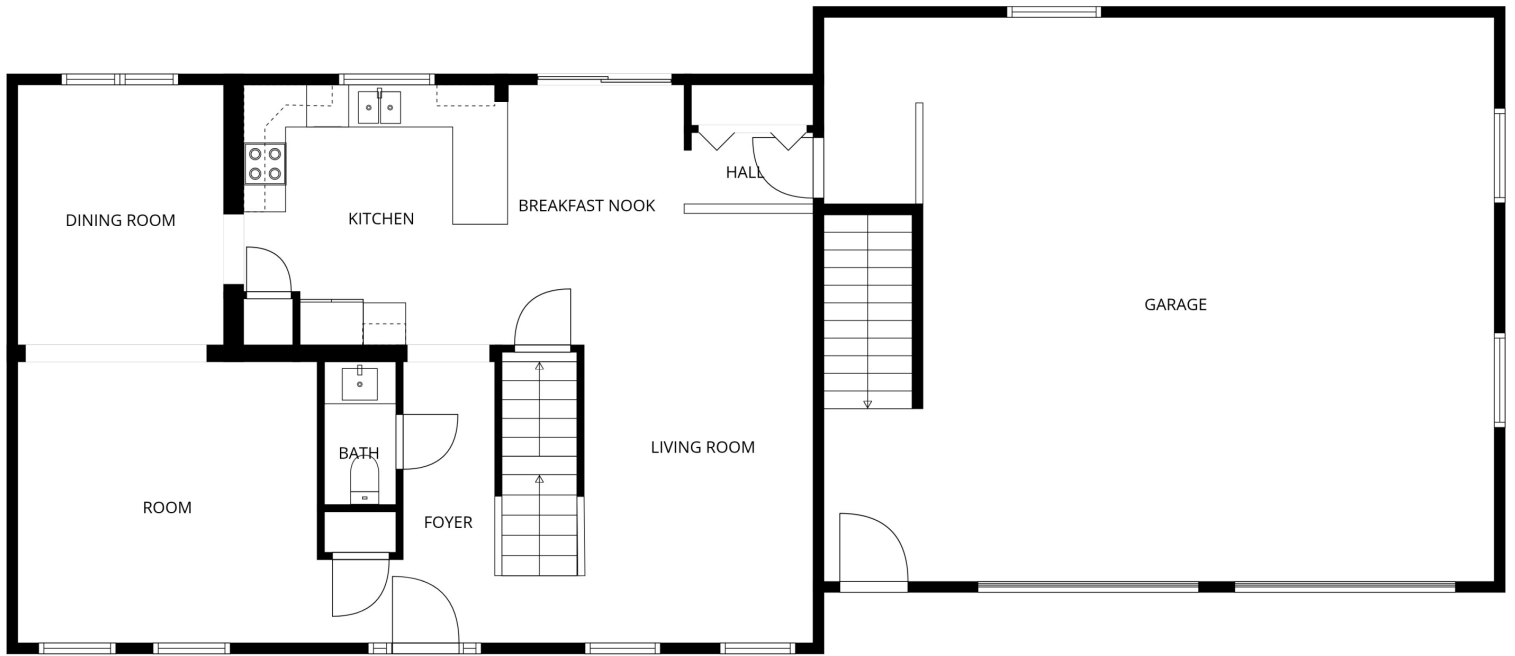 HALL
BREAKFAST NOOK
KITCHEN
DINING ROOM
GARAGE
LIVING ROOM
BATH
ROOM
FOYER